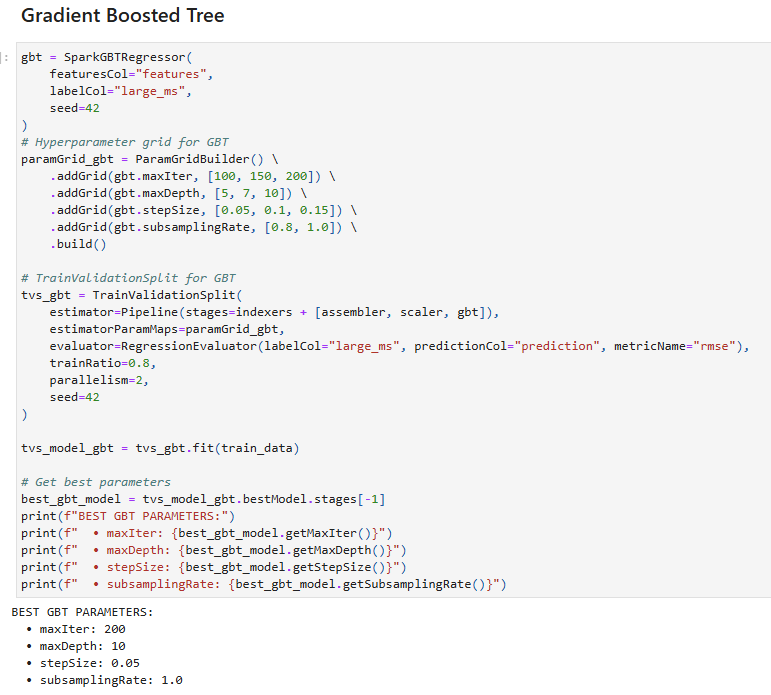 Gradient Boosted Tree
]:
gbt = SparkGBTRegressor(
    featuresCol="features",
    labelCol="large_ms",
    seed=42
)
# Hyperparameter grid for GBT
paramGrid_gbt = ParamGridBuilder() \
    .addGrid(gbt.maxIter, [100, 150, 200]) \
    .addGrid(gbt.maxDepth, [5, 7, 10]) \
    .addGrid(gbt.stepSize, [0.05, 0.1, 0.15]) \
    .addGrid(gbt.subsamplingRate, [0.8, 1.0]) \
    .build()

# TrainValidationSplit for GBT
tvs_gbt = TrainValidationSplit(
    estimator=Pipeline(stages=indexers + [assembler, scaler, gbt]),
    estimatorParamMaps=paramGrid_gbt,
    evaluator=RegressionEvaluator(labelCol="large_ms", predictionCol="prediction", metricName="rmse"),
    trainRatio=0.8,
    parallelism=2,
    seed=42
)

tvs_model_gbt = tvs_gbt.fit(train_data)

# Get best parameters
best_gbt_model = tvs_model_gbt.bestModel.stages[-1]
print(f"BEST GBT PARAMETERS:")
print(f"  • maxIter: {best_gbt_model.getMaxIter()}")
print(f"  • maxDepth: {best_gbt_model.getMaxDepth()}")
print(f"  • stepSize: {best_gbt_model.getStepSize()}")
print(f"  • subsamplingRate: {best_gbt_model.getSubsamplingRate()}")
BEST GBT PARAMETERS:
  • maxIter: 200
  • maxDepth: 10
  • stepSize: 0.05
  • subsamplingRate: 1.0